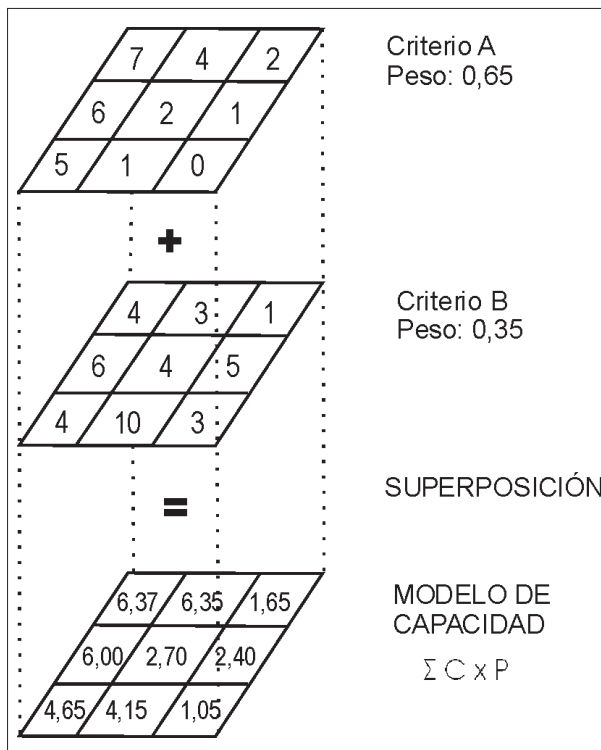 7 4 2
6 2 1
5 1 0
Criterio A
Peso: 0,65
+
4 3 1
6 4 5
4 10 3
Criterio B
Peso: 0,35
=
SUPERPOSICIÓN
6,37 6,35 1,65
6,00 2,70 2,40
4,65 4,15 1,05
MODELO DE
CAPACIDAD
Σ C x P